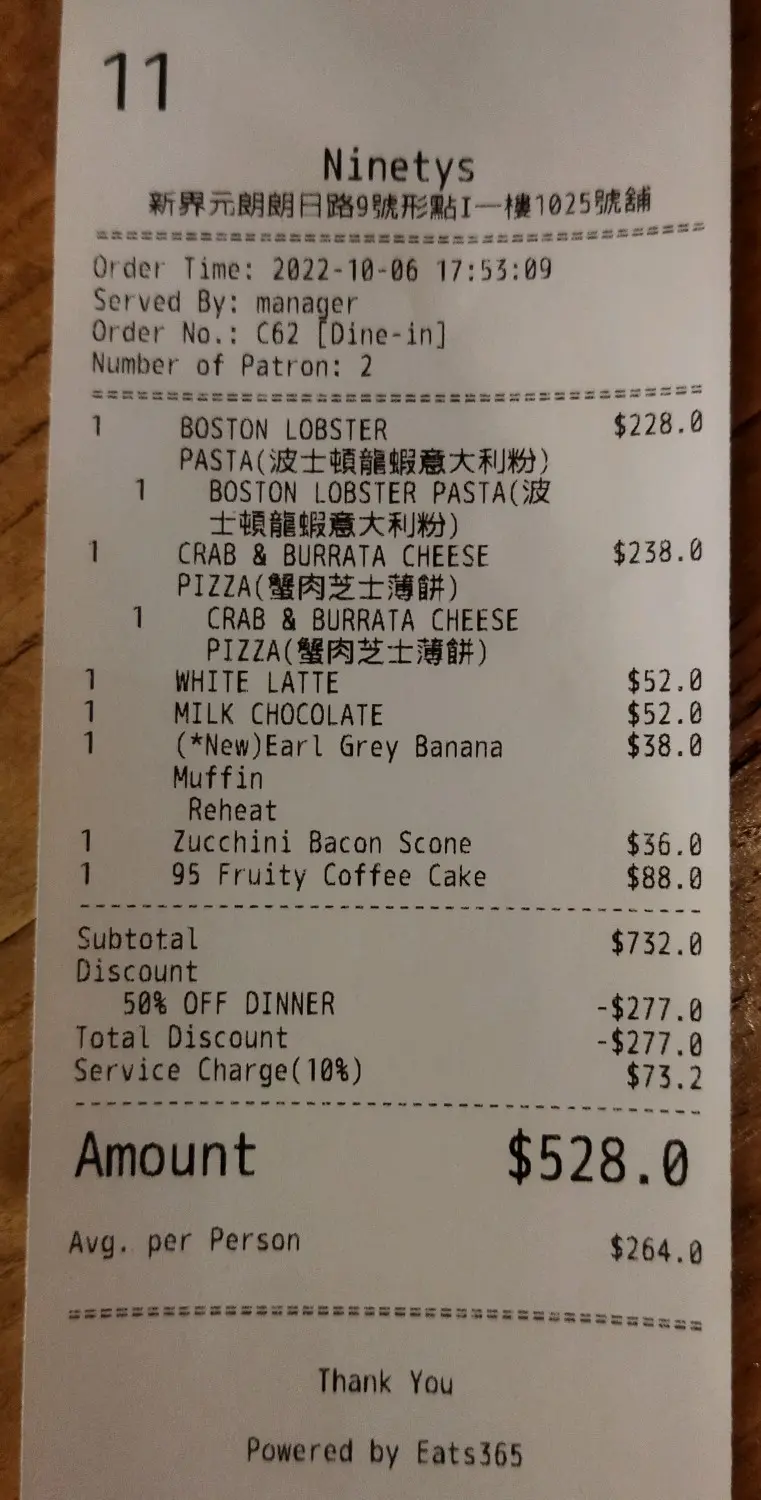 11
Ninetys
新界元朗朗日路9號形點I一樓1025號舖
Order Time: 2022-10-06 17:53:09
Served By: manager
Order No.: C62 [Dine-in]
Number of Patron: 2
1 BOSTON LOBSTER $228.0
PASTA(波士頓龍蝦意大利粉)
1 BOSTON LOBSTER PASTA(波
士頓龍蝦意大利粉)
1 CRAB & BURRATA CHEESE $238.0
PIZZA(蟹肉芝士薄餅)
1 CRAB & BURRATA CHEESE
PIZZA(蟹肉芝士薄餅)
1 WHITE LATTE $52.0
1 MILK CHOCOLATE $52.0
1 (*New)Earl Grey Banana $38.0
Muffin
Reheat
1 Zucchini Bacon Scone $36.0
1 95 Fruity Coffee Cake $88.0
Subtotal $732.0
Discount
50% OFF DINNER -$277.0
Total Discount -$277.0
Service Charge(10%) $73.2
Amount $528.0
Avg. per Person $264.0
Thank You
Powered by Eats365